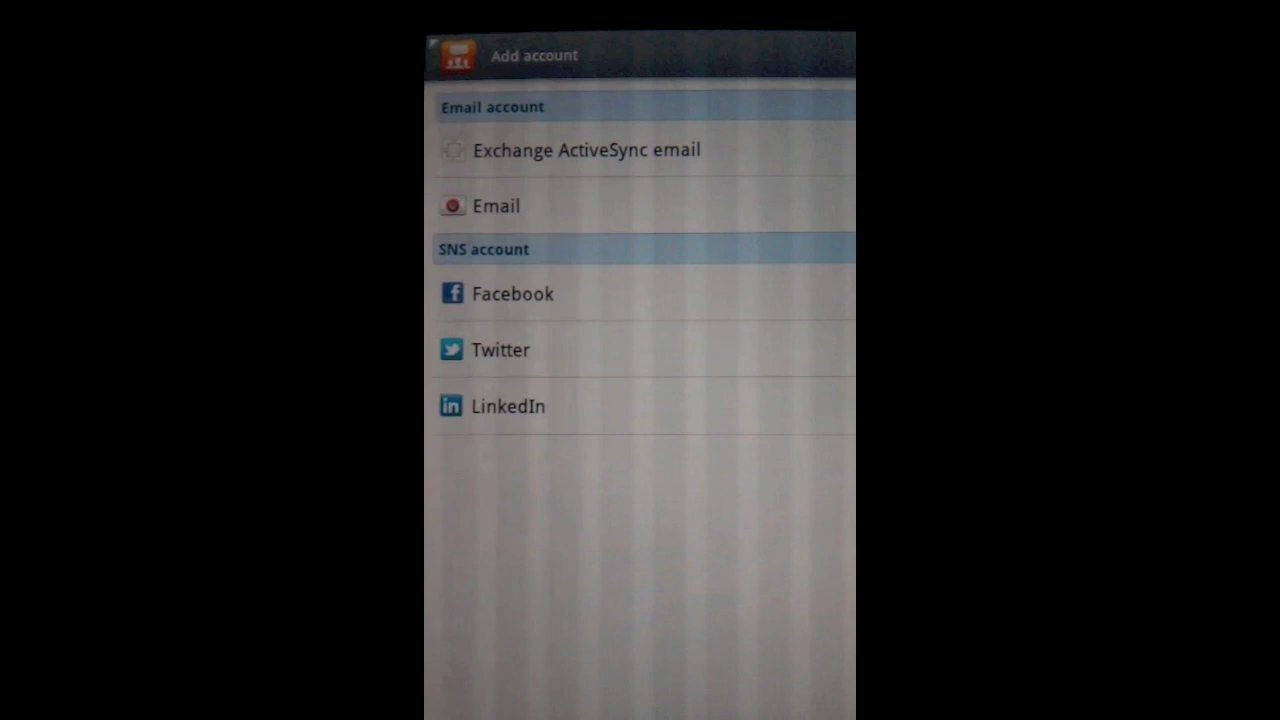 Add account
Email account
Exchange ActiveSync email
Email
SNS account
Facebook
Twitter
LinkedIn